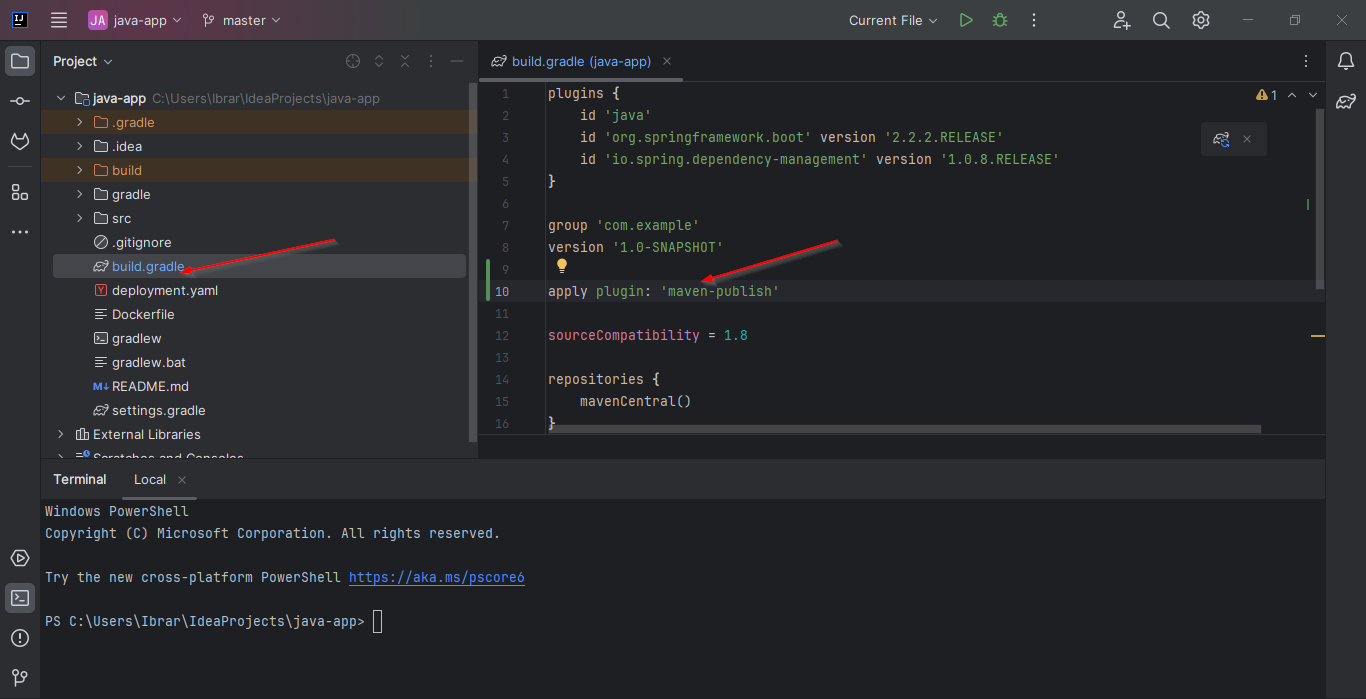 JA java-app master Current File
Project
java-app C:\Users\Ibrar\IdeaProjects\java-app
.gradle
.idea
build
gradle
src
.gitignore
build.gradle
deployment.yaml
Dockerfile
gradlew
gradlew.bat
M↓ README.md
settings.gradle
External Libraries
Scratches and Consoles
build.gradle (java-app)
1 plugins {
2 id 'java'
3 id 'org.springframework.boot' version '2.2.2.RELEASE'
4 id 'io.spring.dependency-management' version '1.0.8.RELEASE'
5 }
6
7 group 'com.example'
8 version '1.0-SNAPSHOT'
9
10 apply plugin: 'maven-publish'
11
12 sourceCompatibility = 1.8
13
14 repositories {
15 mavenCentral()
16 }
1
Terminal Local
Windows PowerShell
Copyright (C) Microsoft Corporation. All rights reserved.
Try the new cross-platform PowerShell https://aka.ms/pscore6
PS C:\Users\Ibrar\IdeaProjects\java-app>